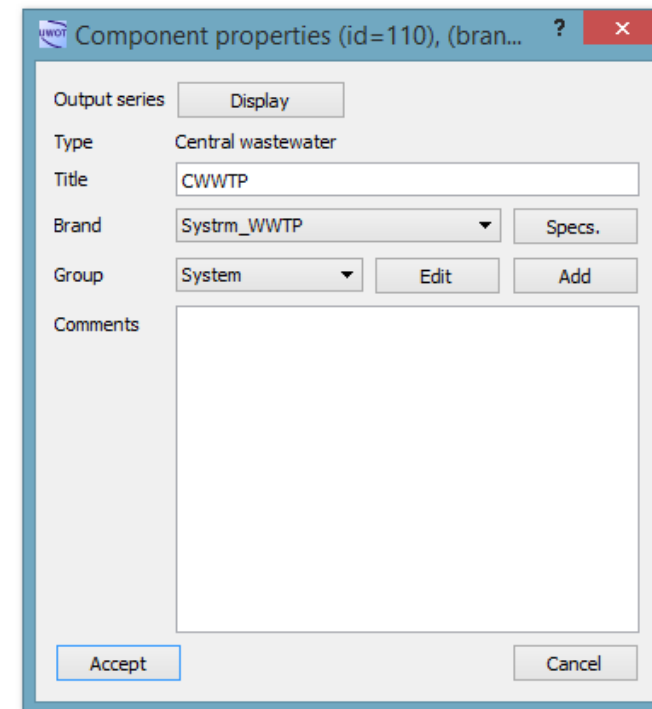 UWOT Component properties (id=110), (bran... ? ×
Output series Display
Type Central wastewater
Title CWWTP
Brand Systrm_WWTP Specs.
Group System Edit Add
Comments
Accept Cancel